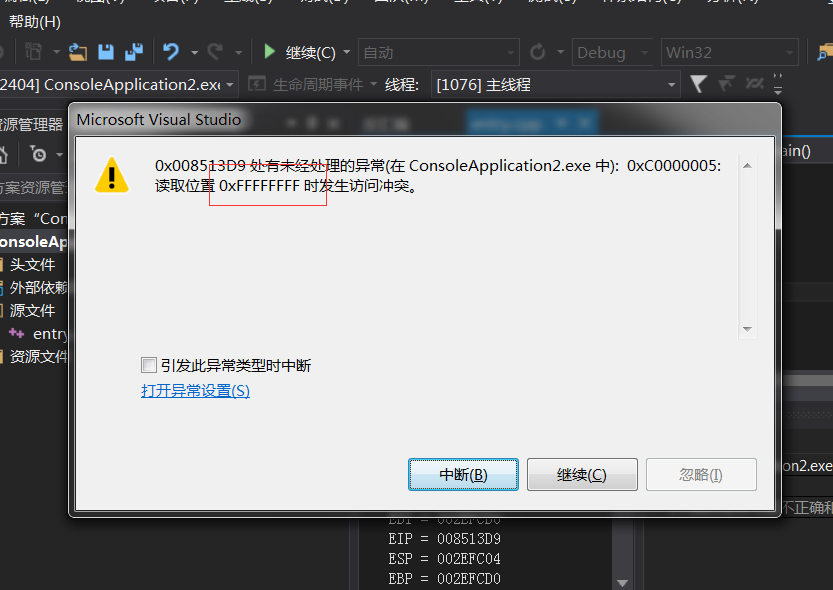 帮助(H)
继续(C)
自动
Debug
Win32
2404] ConsoleApplication2.exe
生命周期事件
线程:
[1076] 主线程
资源管理器
Microsoft Visual Studio
ain()
0x008513D9 处有未经处理的异常(在 ConsoleApplication2.exe 中): 0xC0000005:
读取位置 0xFFFFFFFF 时发生访问冲突。
方案资源管
方案“Con
onsoleAp
头文件
外部依赖
源文件
entry
资源文件
引发此异常类型时中断
打开异常设置(S)
中断(B)
继续(C)
忽略(I)
on2.exe
不正确和
EDI = 002EFCD0
EIP = 008513D9
ESP = 002EFC04
EBP = 002EFCD0